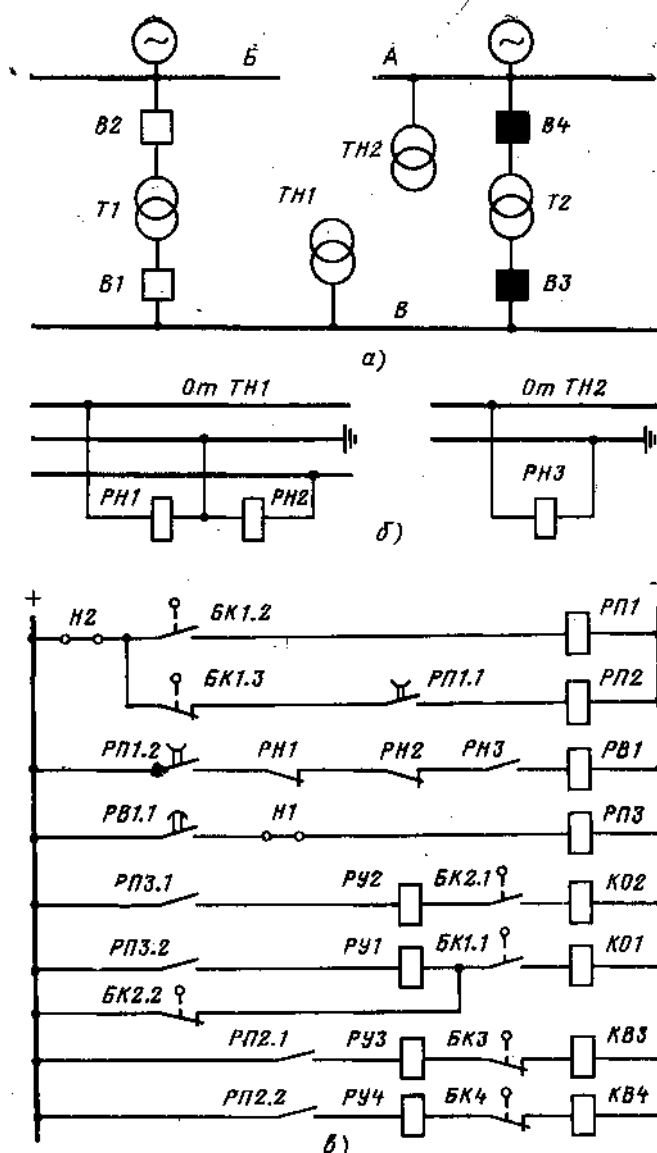 Б А
В2 В4
ТН2
ТН1
Т1 Т2
В1 В3
В
а)
От ТН1 От ТН2
РН1 РН2 РН3
б)
+ -
Н2 БК1.2 РП1
БК1.3 РП1.1 РП2
РП1.2 РН1 РН2 РН3 РВ1
РВ1.1 Н1 РП3
РП3.1 РУ2 БК2.1 КО2
РП3.2 РУ1 БК1.1 КО1
БК2.2
РП2.1 РУ3 БК3 КВ3
РП2.2 РУ4 БК4 КВ4
в)